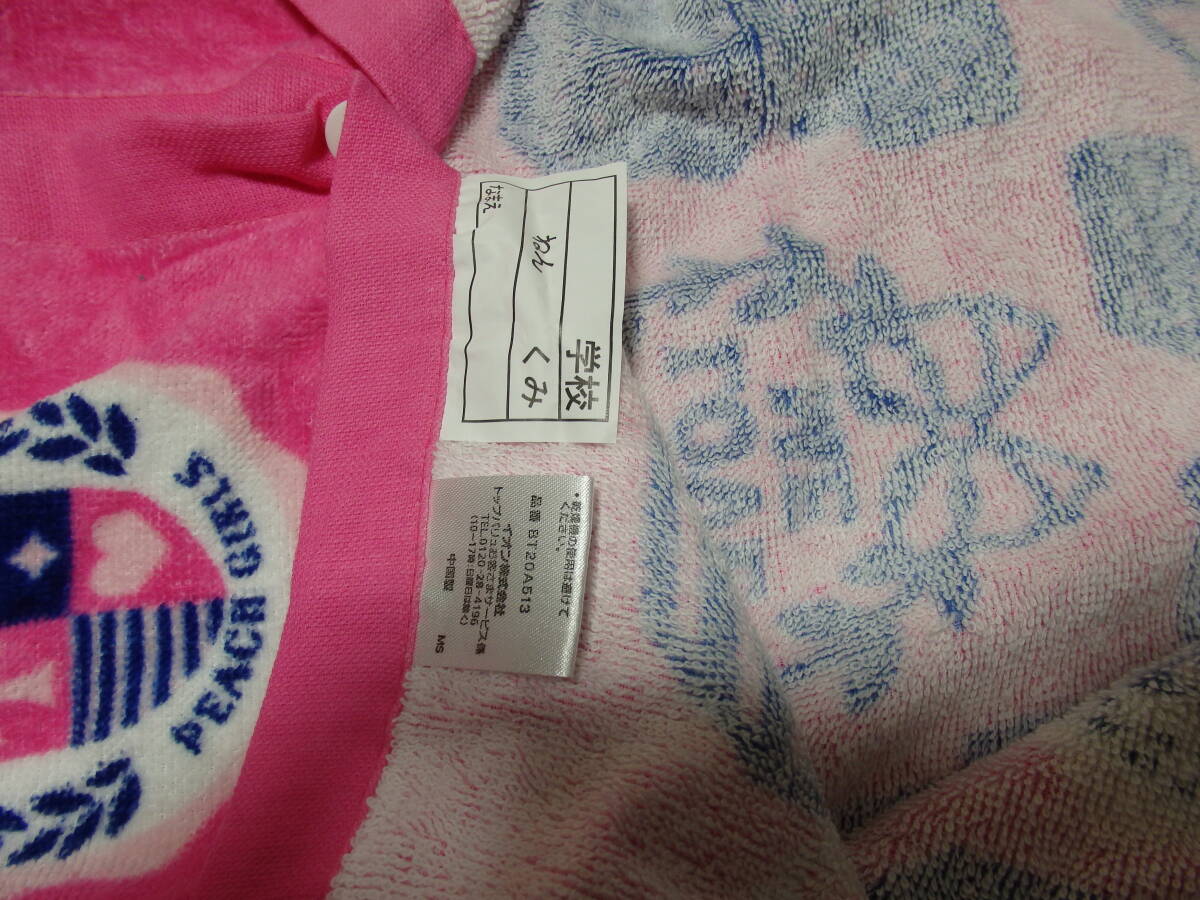 学校
ねん くみ
なまえ
・乾燥機の使用は避けて
ください。
品番 BT20A513
イオン株式会社
トップバリュお客さまサービス係
TEL.0120-28-4196
(10-17時:日曜日は除く)
中国製 MS
PEACH GERLS